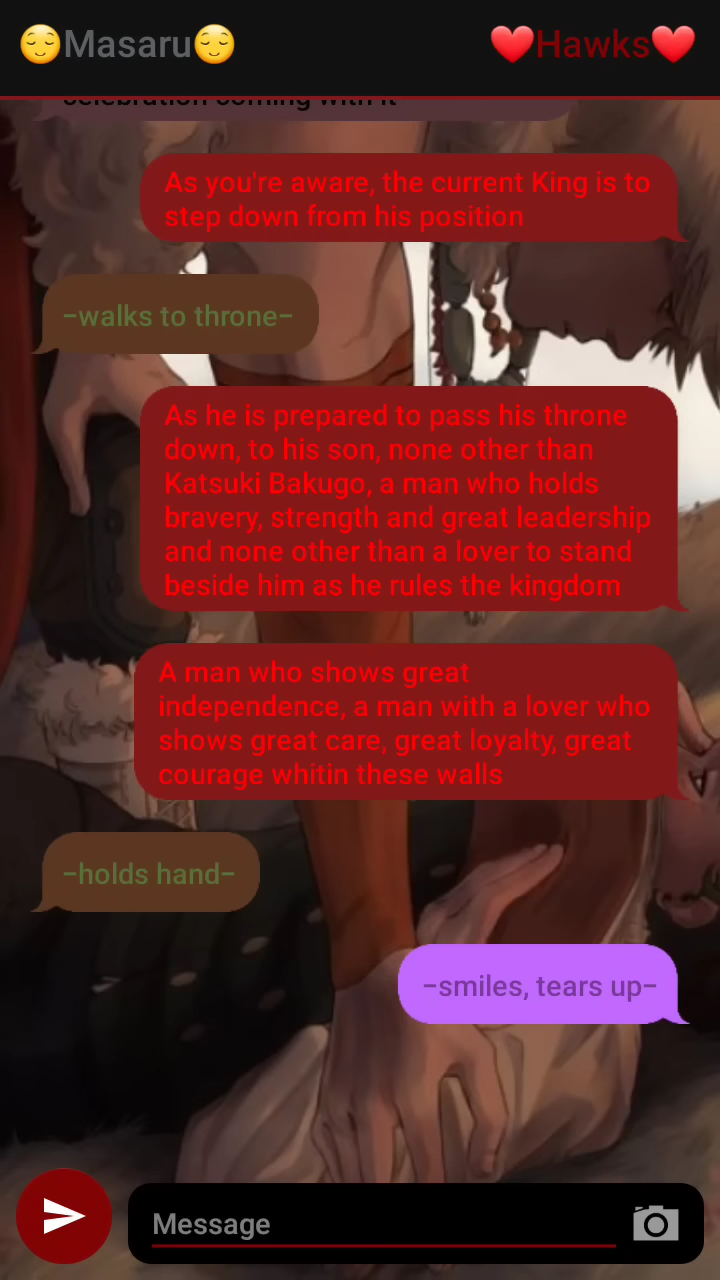 😌Masaru😌
❤Hawks❤
celebration coming with it
As you're aware, the current King is to
step down from his position
−walks to throne−
As he is prepared to pass his throne
down, to his son, none other than
Katsuki Bakugo, a man who holds
bravery, strength and great leadership
and none other than a lover to stand
beside him as he rules the kingdom
A man who shows great
independence, a man with a lover who
shows great care, great loyalty, great
courage whitin these walls
−holds hand−
−smiles, tears up−
Message